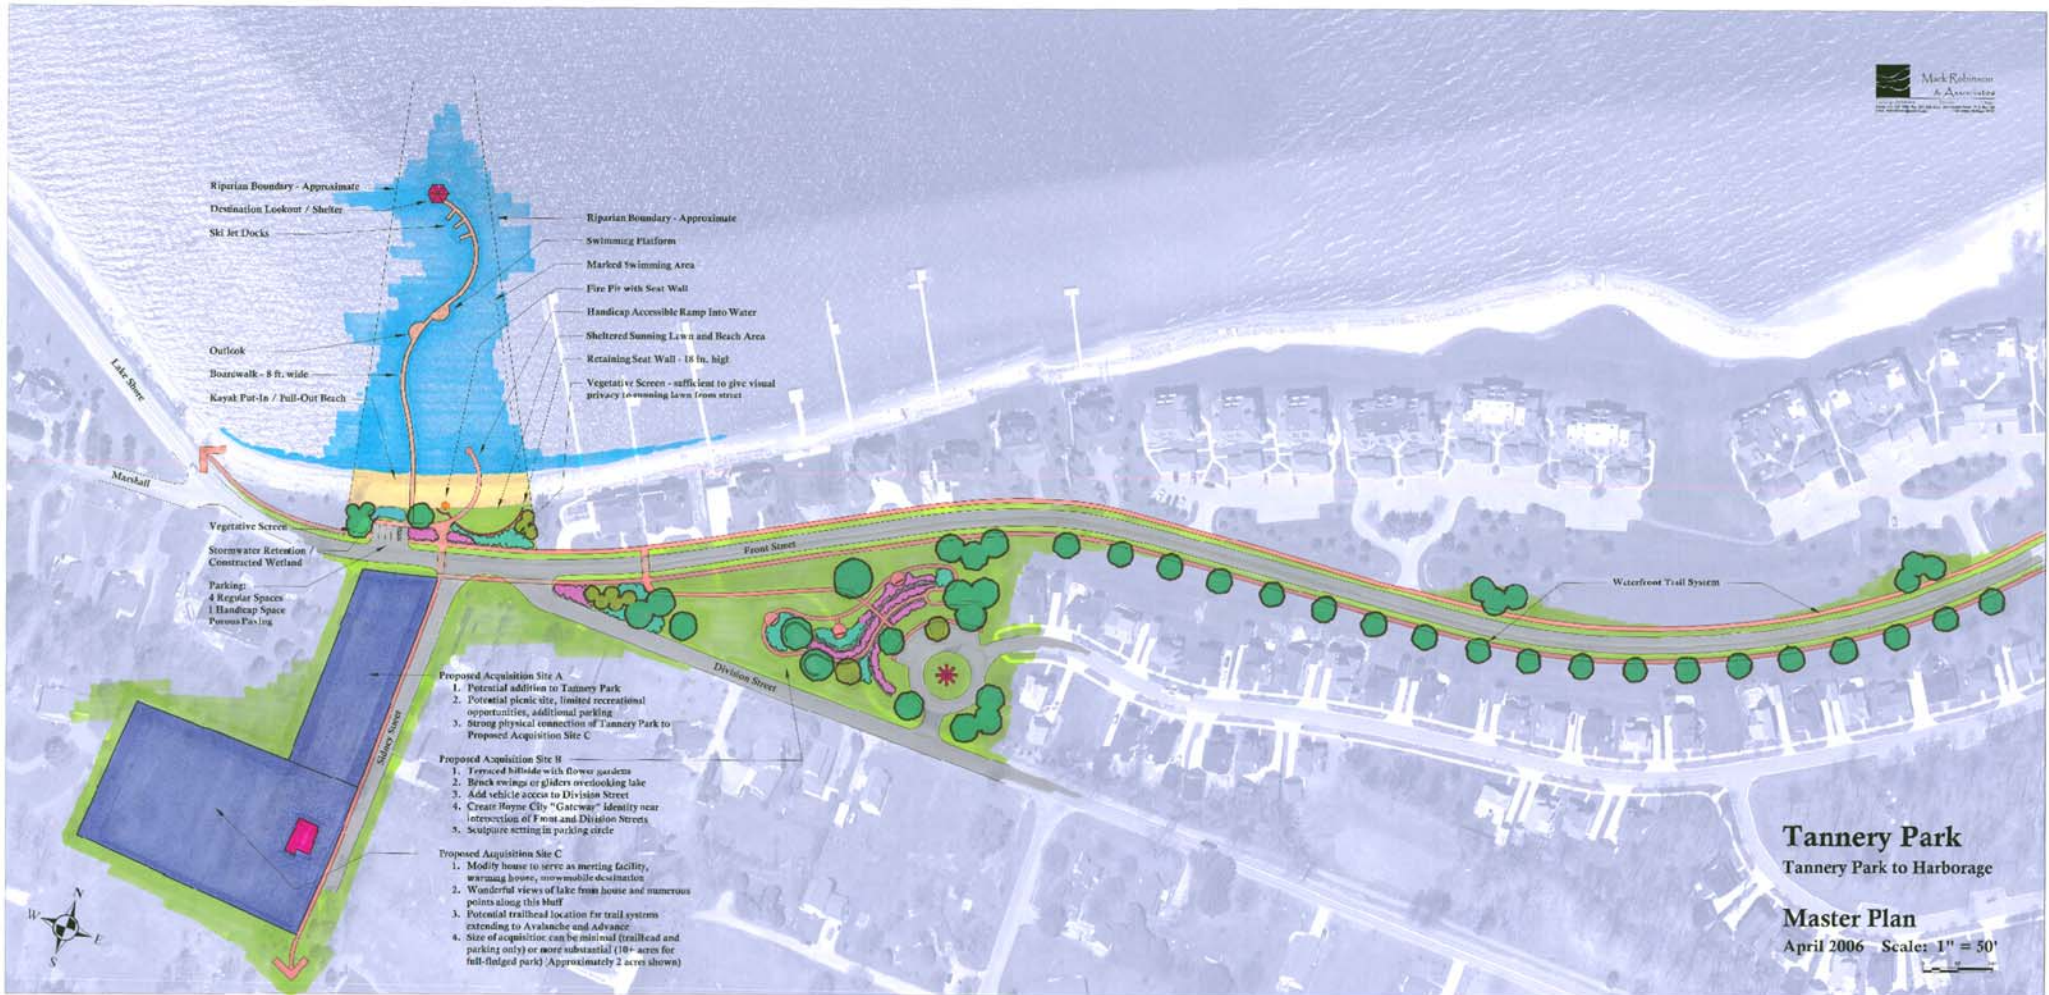 Mack Robinson
& Associates
Riparian Boundary - Approximate
Destination Lookout / Shelter
Ski Jet Docks
Outlook
Boardwalk - 8 ft. wide
Kayak Put-In / Pull-Out Beach
Riparian Boundary - Approximate
Swimming Platform
Marked Swimming Area
Fire Pit with Seat Wall
Handicap Accessible Ramp Into Water
Sheltered Sunning Lawn and Beach Area
Retaining Seat Wall - 18 in. high
Vegetative Screen - sufficient to give visual
privacy to sunning lawn from street
Lake Shore
Marshall
Vegetative Screen
Stormwater Retention /
Constructed Wetland
Parking:
4 Regular Spaces
1 Handicap Space
Porous Paving
Front Street
Waterfront Trail System
Division Street
Sidney Street
Proposed Acquisition Site A
1. Potential addition to Tannery Park
2. Potential picnic site, limited recreational
opportunities, additional parking
3. Strong physical connection of Tannery Park to
Proposed Acquisition Site C
Proposed Acquisition Site B
1. Terraced hillside with flower gardens
2. Bench swings or gliders overlooking lake
3. Add vehicle access to Division Street
4. Create Boyne City "Gateway" identity near
intersection of Front and Division Streets
5. Sculpture setting in parking circle
Proposed Acquisition Site C
1. Modify house to serve as meeting facility,
warming house, snowmobile destination
2. Wonderful views of lake from house and numerous
points along this bluff
3. Potential trailhead location for trail systems
extending to Avalanche and Advance
4. Size of acquisition can be minimal (trailhead and
parking only) or more substantial (10+ acres for
full-fledged park) (Approximately 2 acres shown)
N
W
E
S
Tannery Park
Tannery Park to Harborage
Master Plan
April 2006 Scale: 1" = 50'